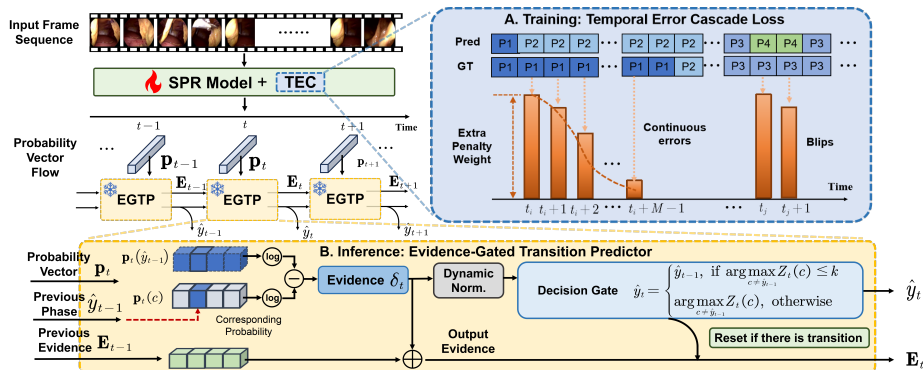 Input Frame
Sequence
......
SPR Model + TEC
t−1 t t+1 Time
Probability
Vector
Flow
...
p_{t−1} p_t p_{t+1}
EGTP E_{t−1} EGTP E_t EGTP E_{t+1}
ŷ_{t−1} ŷ_t ŷ_{t+1}
A. Training: Temporal Error Cascade Loss
Pred P1 P2 P2 P2 ... P2 P2 P2 ... P3 P4 P4 P3 ...
GT P1 P1 P1 P1 ... P1 P1 P2 ... P3 P3 P3 P3 ...
Extra
Penalty
Weight
Continuous
errors
Blips
...
Time
t_i t_i+1 t_i+2 ... t_i+M−1 ... t_j t_j+1
B. Inference: Evidence-Gated Transition Predictor
Probability
Vector p_t
p_t(ŷ_{t−1}) log
Previous
Phase ŷ_{t−1}
p_t(c) log
−
Corresponding
Probability
Evidence δ_t
Dynamic
Norm.
Decision Gate ŷ_t = { ŷ_{t−1}, if arg max_{c≠ŷ_{t−1}} Z_t(c) ≤ k
arg max_{c≠ŷ_{t−1}} Z_t(c), otherwise
ŷ_t
Previous
Evidence E_{t−1}
+
Output
Evidence
Reset if there is transition
E_t